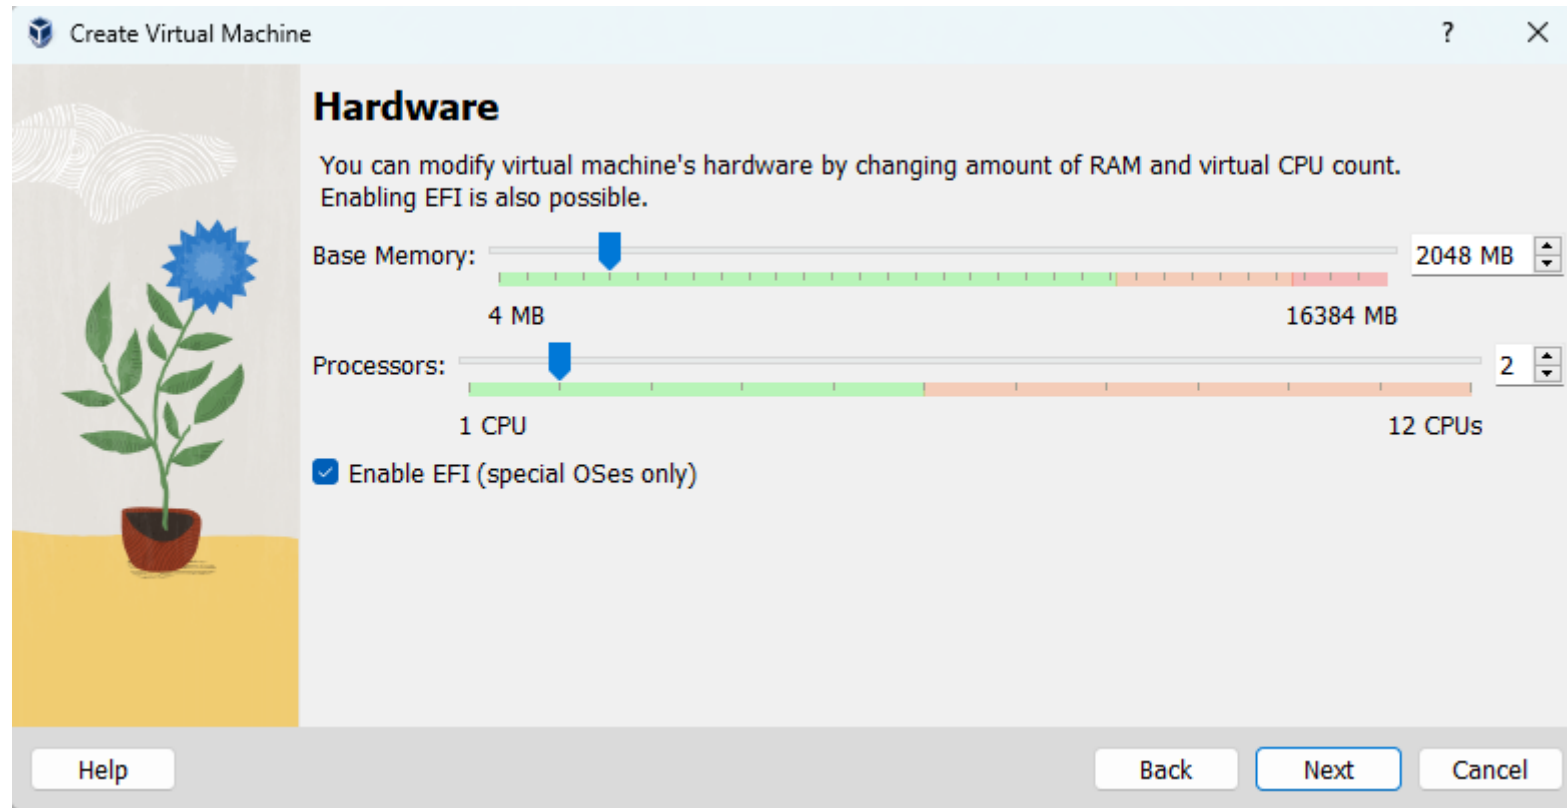 Create Virtual Machine
?
Hardware
You can modify virtual machine's hardware by changing amount of RAM and virtual CPU count.
Enabling EFI is also possible.
Base Memory: 2048 MB
4 MB 16384 MB
Processors: 2
1 CPU 12 CPUs
Enable EFI (special OSes only)
Help Back Next Cancel